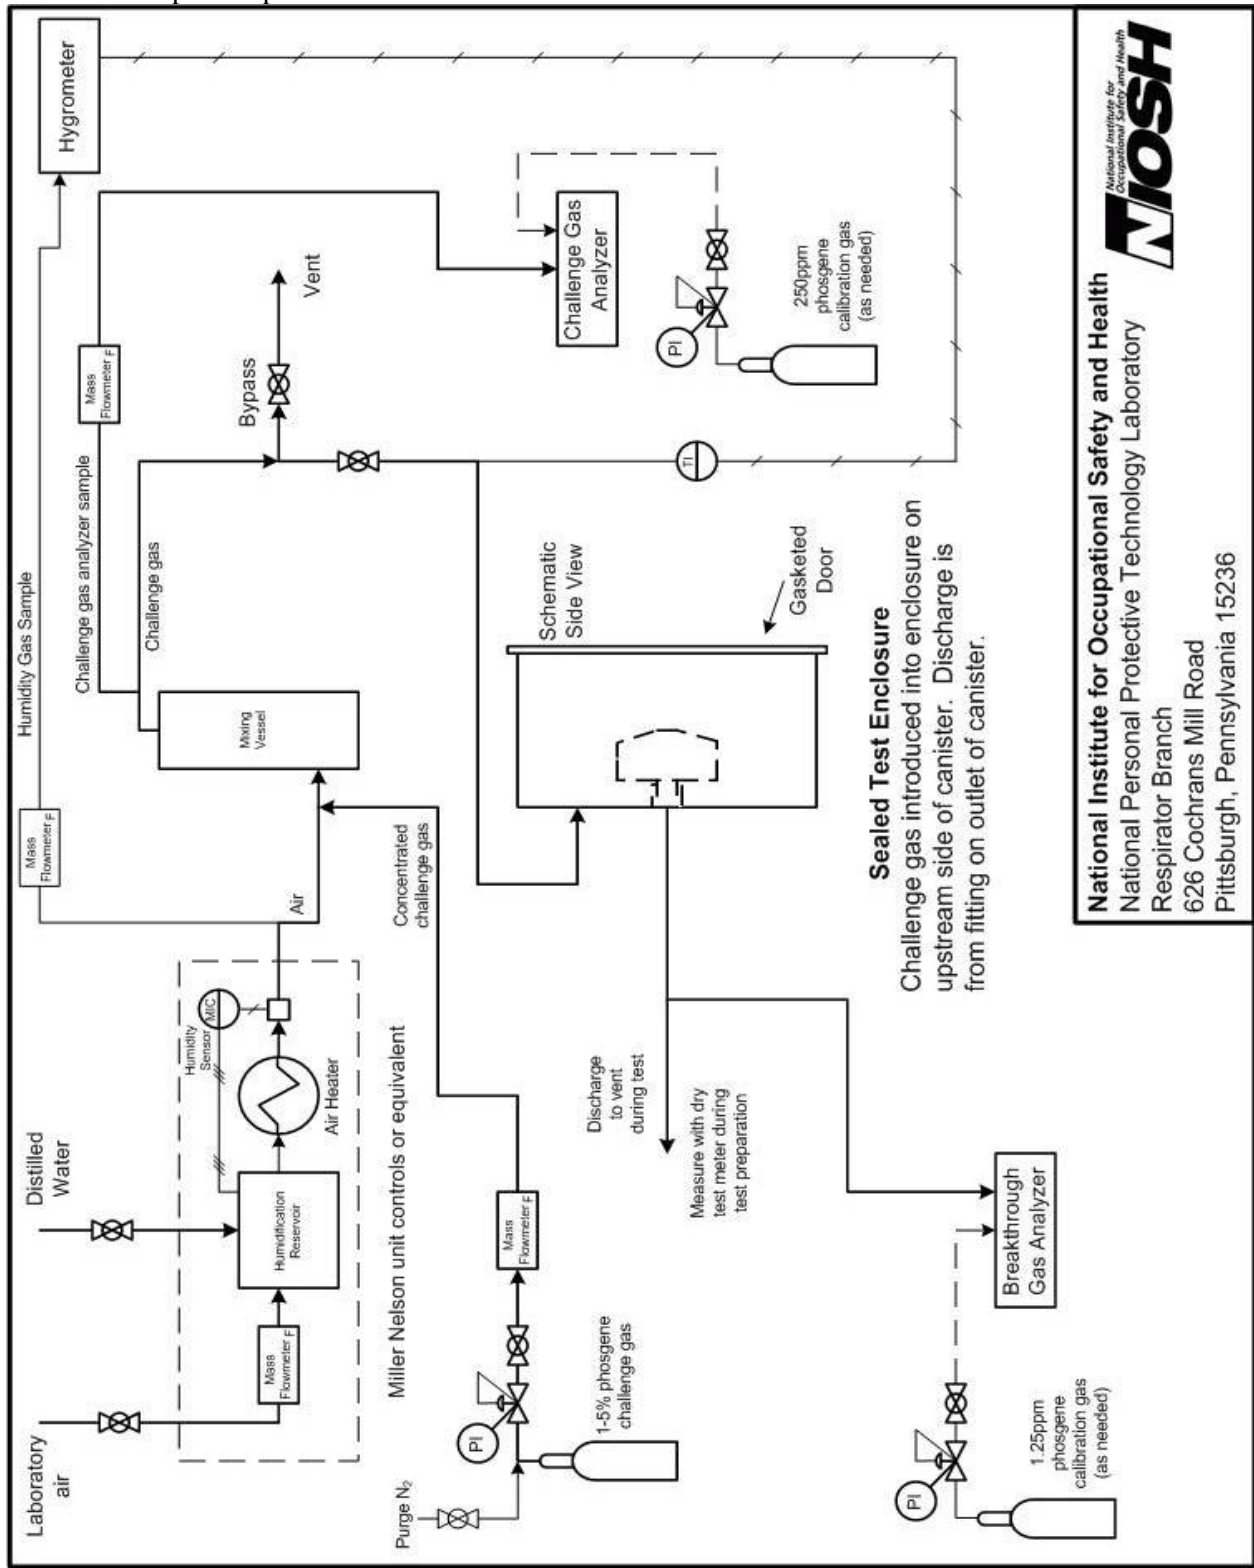 Laboratory
air
Distilled
Water
Mass
Flowmeter F
Humidification
Reservoir
Humidity
Sensor
MIC
Air Heater
Miller Nelson unit controls or equivalent
Mass
Flowmeter F
Humidity Gas Sample
Hygrometer
Air
Concentrated
challenge gas
Mixing
Vessel
Challenge gas
Challenge gas analyzer sample
Mass
Flowmeter F
Bypass
Vent
Challenge Gas
Analyzer
PI
250ppm
phosgene
calibration gas
(as needed)
TI
Purge N₂
PI
1-5% phosgene
challenge gas
Mass
Flowmeter F
Schematic
Side View
Gasketed
Door
Discharge
to vent
during test
Measure with dry
test meter during
test preparation
Sealed Test Enclosure
Challenge gas introduced into enclosure on
upstream side of canister. Discharge is
from fitting on outlet of canister.
Breakthrough
Gas Analyzer
PI
1.25ppm
phosgene
calibration gas
(as needed)
National Institute for Occupational Safety and Health
National Personal Protective Technology Laboratory
Respirator Branch
626 Cochrans Mill Road
Pittsburgh, Pennsylvania 15236
National Institute for
Occupational Safety and Health
NIOSH